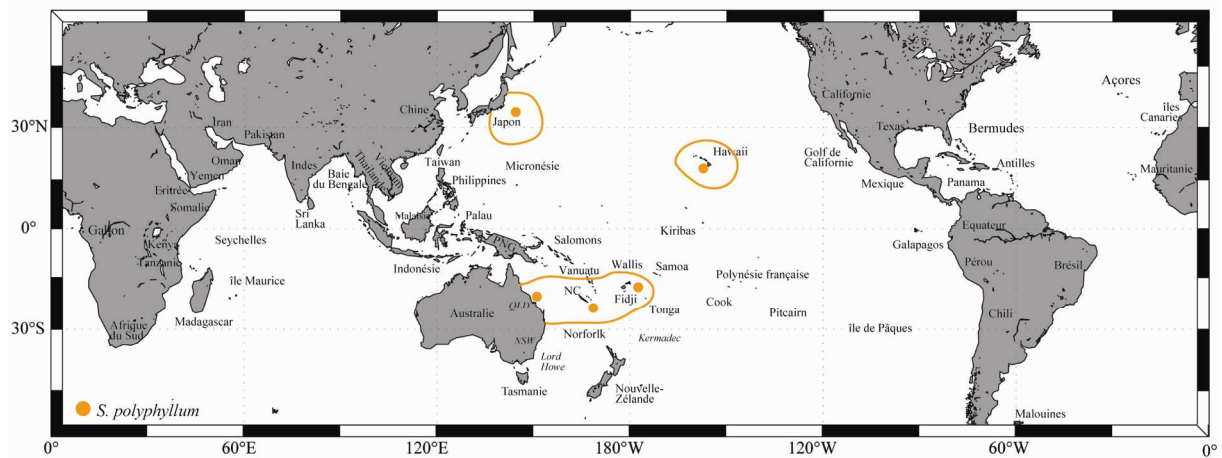 Açores
Californie
Chine
îles
Canaries
Japon
Iran
Texas
Bermudes
Pakistan
Hawaii
Golf de
Californie
Oman
Indes
Taiwan
Micronésie
Antilles
Mauritanie
Yemen
Baie
du Bengale
Thailand
Vietnam
Philippines
Mexique
Panama
Eritrée
Somalie
Sri
Lanka
Malaisie
Palau
Gabon
Kenya
Seychelles
PNG
Salomons
Kiribas
Equateur
Galapagos
Tanzanie
Indonésie
Wallis
Samoa
Pérou
Brésil
Vanuatu
Polynésie française
île Maurice
NC
Fidji
QLD
Tonga
Cook
Madagascar
Australie
Pitcairn
Chili
Afrique
du Sud
Norforlk
Kermadec
île de Pâques
NSW
Lord
Howe
Tasmanie
Nouvelle-
Zélande
S. polyphyllum
Malouines
30°N
0°
30°S
0°
60°E
120°E
180°W
120°W
60°W
0°